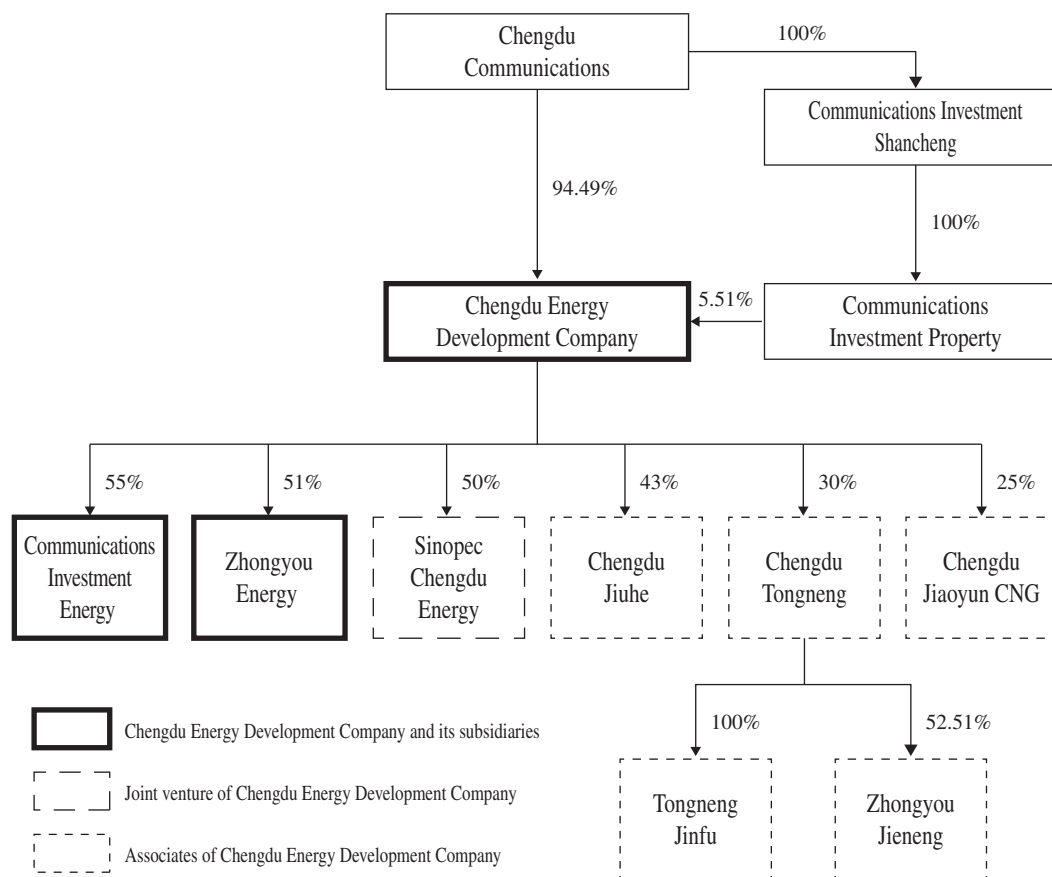 Chengdu
Communications
100%
Communications Investment
Shancheng
94.49%
100%
Chengdu Energy
Development Company
5.51%
Communications
Investment Property
55%
51%
50%
43%
30%
25%
Communications
Investment
Energy
Zhongyou
Energy
Sinopec
Chengdu
Energy
Chengdu
Jiuhe
Chengdu
Tongneng
Chengdu
Jiaoyun CNG
100%
52.51%
Tongneng
Jinfu
Zhongyou
Jieneng
Chengdu Energy Development Company and its subsidiaries
Joint venture of Chengdu Energy Development Company
Associates of Chengdu Energy Development Company